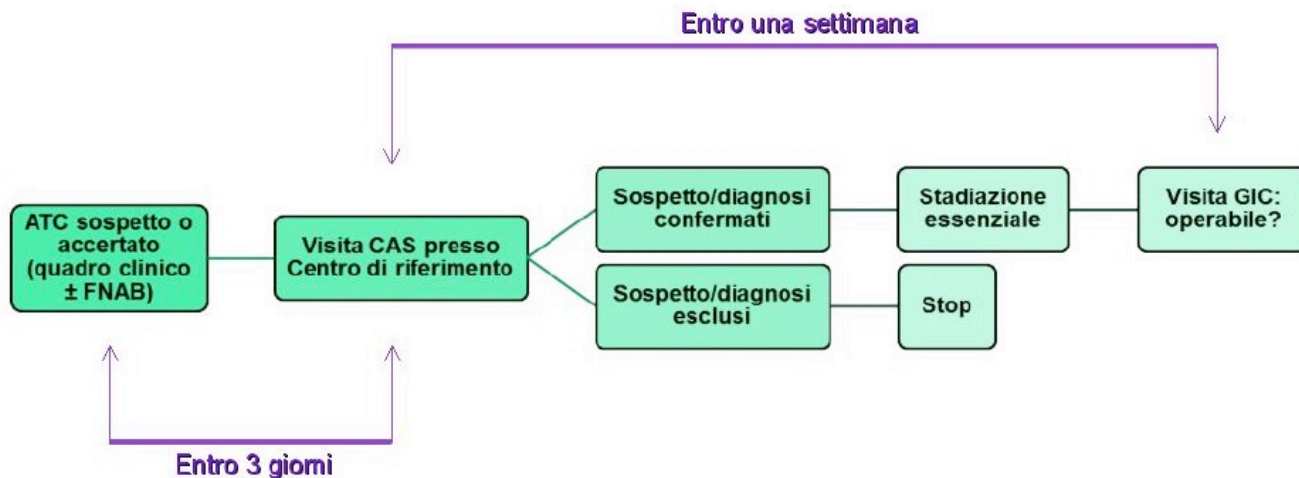 Entro una settimana
ATC sospetto o
accertato
(quadro clinico
± FNAB)
Visita CAS presso
Centro di riferimento
Sospetto/diagnosi
confermati
Stadiazione
essenziale
Visita GIC:
operabile?
Sospetto/diagnosi
esclusi
Stop
Entro 3 giorni